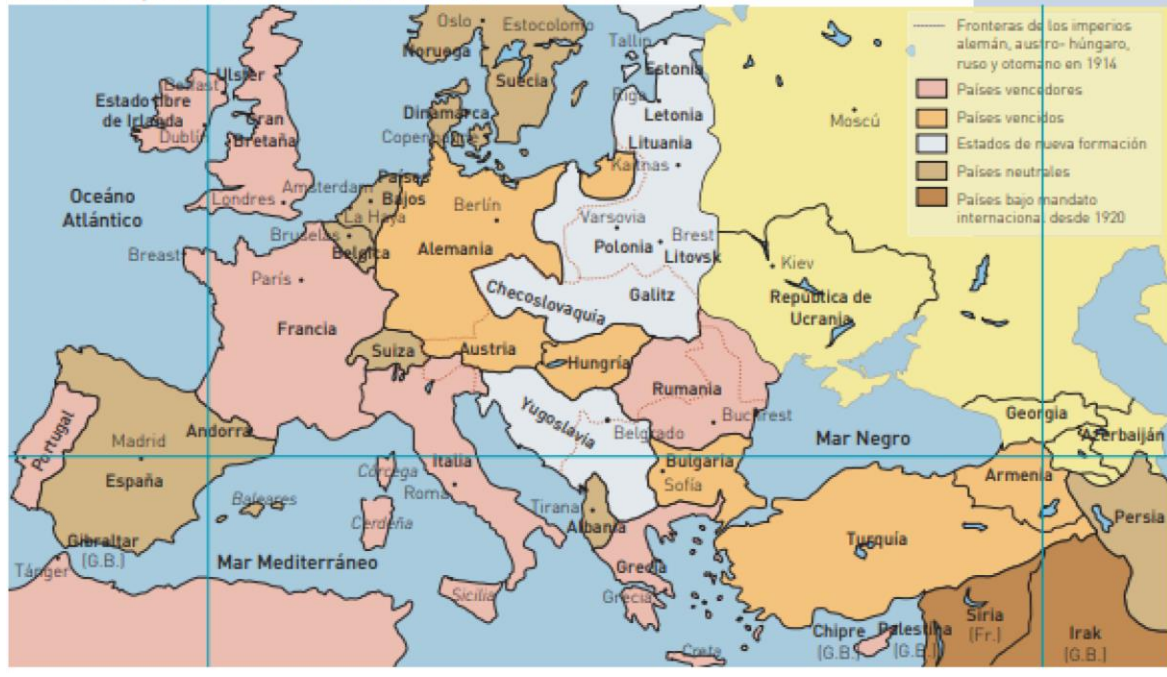 Fronteras de los imperios
alemán, austro- húngaro,
ruso y otomano en 1914
Países vencedores
Países vencidos
Estados de nueva formación
Países neutrales
Países bajo mandato
internacional desde 1920
Oslo
Estocolomo
Noruega
Suecia
Tallin
Estonia
Riga
Letonia
Lituania
Kaunas
Moscú
Ulster
Belfast
Estado libre
de Irlanda
Dublín
Gran
Bretaña
Londres
Dinamarca
Copenhague
Océano
Atlántico
Amsterdam
Países
Bajos
La Haya
Bruselas
Bélgica
Berlín
Alemania
Varsovia
Polonia
Brest
Litovsk
Galitz
Kiev
República de
Ucrania
Breast
París
Francia
Checoslovaquía
Suiza
Austria
Hungría
Rumania
Bucarest
Yugoslavia
Belgrado
Mar Negro
Georgia
Azerbaiján
Armenia
Portugal
Madrid
España
Andorra
Baleares
Córcega
Italia
Roma
Cerdeña
Bulgaria
Sofía
Tirana
Albania
Turquía
Persia
Gibraltar
(G.B.)
Tánger
Mar Mediterráneo
Sicilia
Grecia
Grecia
Creta
Chipre
(G.B.)
Palestina
(G.B.)
Siria
(Fr.)
Irak
(G.B.)